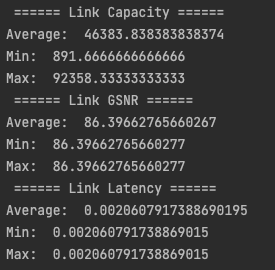 ====== Link Capacity ======
Average:  46383.838383838374
Min:  891.6666666666666
Max:  92358.33333333333
====== Link GSNR ======
Average:  86.39662765660267
Min:  86.39662765660277
Max:  86.39662765660277
====== Link Latency ======
Average:  0.0020607917388690195
Min:  0.002060791738869015
Max:  0.002060791738869015